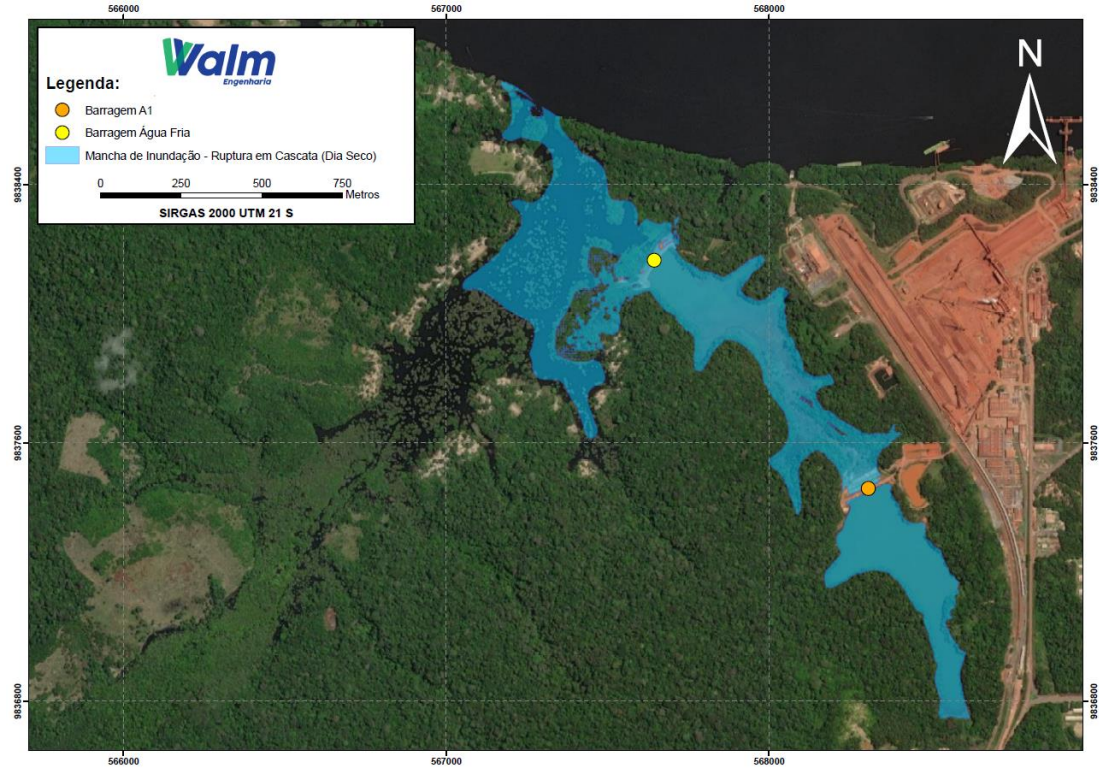 566000
567000
568000
Walm
Engenharia
Legenda:
Barragem A1
Barragem Água Fria
Mancha de Inundação - Ruptura em Cascata (Dia Seco)
0 250 500 750
Metros
SIRGAS 2000 UTM 21 S
N
9838400
9838400
9837600
9837600
9836800
9836800
566000
567000
568000